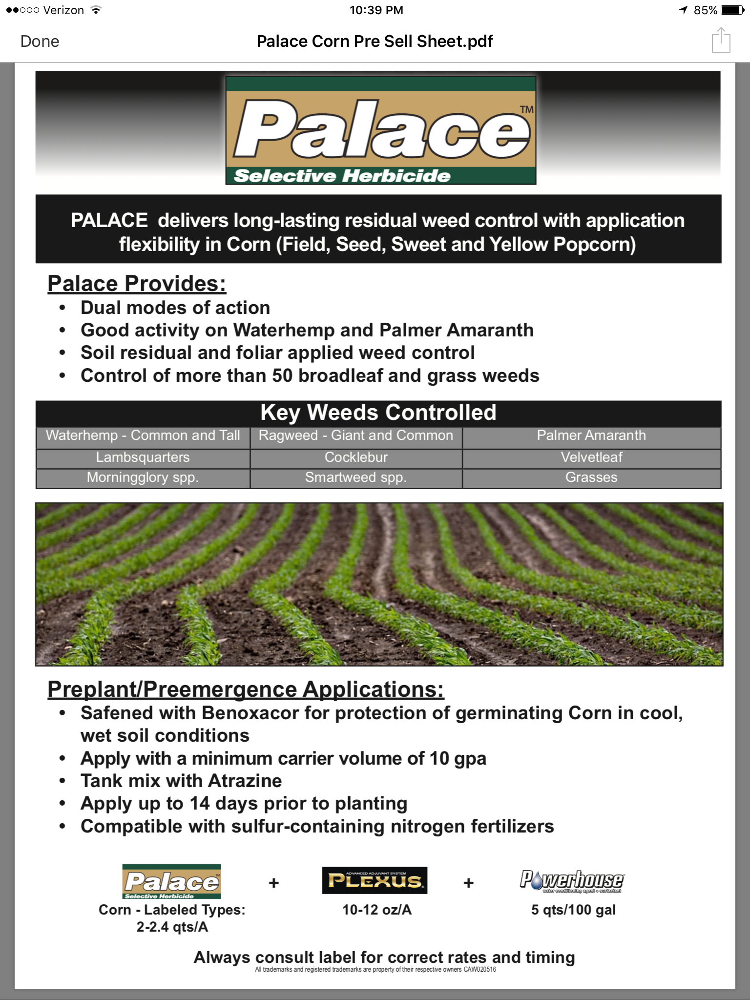 Verizon 10:39 PM 85%
Done Palace Corn Pre Sell Sheet.pdf
Palace™
Selective Herbicide
PALACE delivers long-lasting residual weed control with application
flexibility in Corn (Field, Seed, Sweet and Yellow Popcorn)
Palace Provides:
• Dual modes of action
• Good activity on Waterhemp and Palmer Amaranth
• Soil residual and foliar applied weed control
• Control of more than 50 broadleaf and grass weeds
Key Weeds Controlled
Waterhemp - Common and Tall Ragweed - Giant and Common Palmer Amaranth
Lambsquarters Cocklebur Velvetleaf
Morningglory spp. Smartweed spp. Grasses
Preplant/Preemergence Applications:
• Safened with Benoxacor for protection of germinating Corn in cool,
wet soil conditions
• Apply with a minimum carrier volume of 10 gpa
• Tank mix with Atrazine
• Apply up to 14 days prior to planting
• Compatible with sulfur-containing nitrogen fertilizers
Palace™ + ADVANCED ADJUVANT SYSTEM + Powerhouse®
Selective Herbicide PLEXUS® water conditioning agent + surfactant
Corn - Labeled Types: 10-12 oz/A 5 qts/100 gal
2-2.4 qts/A
Always consult label for correct rates and timing
All trademarks and registered trademarks are property of their respective owners CAW020516